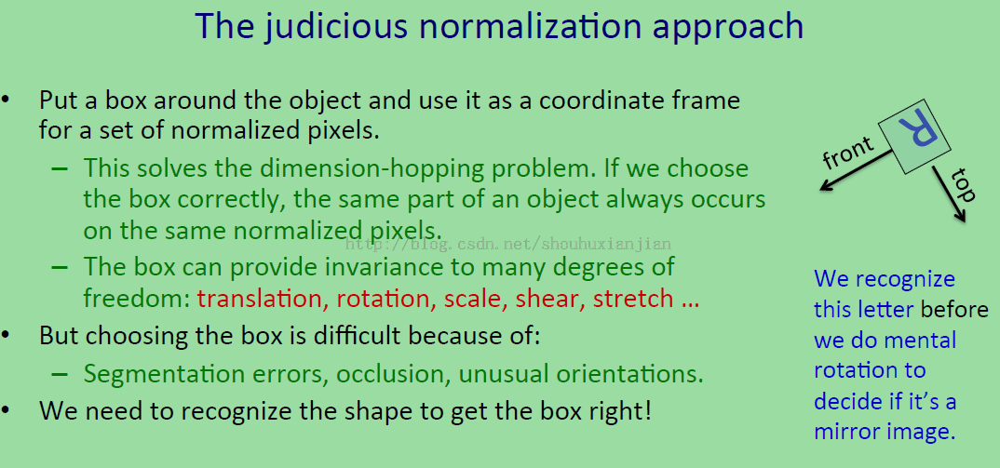 The judicious normalization approach
• Put a box around the object and use it as a coordinate frame
for a set of normalized pixels.
– This solves the dimension-hopping problem. If we choose
the box correctly, the same part of an object always occurs
on the same normalized pixels.
http://blog.csdn.net/shouhuxianjian
– The box can provide invariance to many degrees of
freedom: translation, rotation, scale, shear, stretch …
• But choosing the box is difficult because of:
– Segmentation errors, occlusion, unusual orientations.
• We need to recognize the shape to get the box right!
R
front
top
We recognize
this letter before
we do mental
rotation to
decide if it’s a
mirror image.